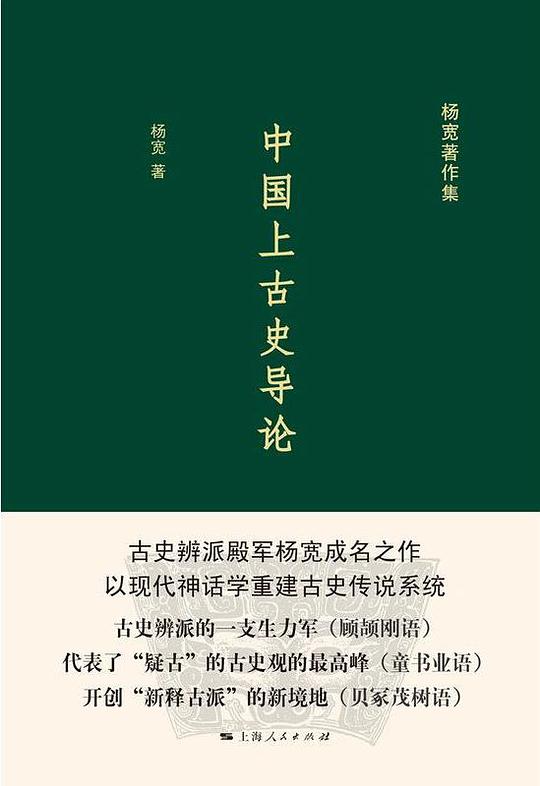 杨宽著作集
中国上古史导论
杨宽 著
古史辨派殿军杨宽成名之作
以现代神话学重建古史传说系统
古史辨派的一支生力军（顾颉刚语）
代表了“疑古”的古史观的最高峰（童书业语）
开创“新释古派”的新境地（贝冢茂树语）
上海人民出版社